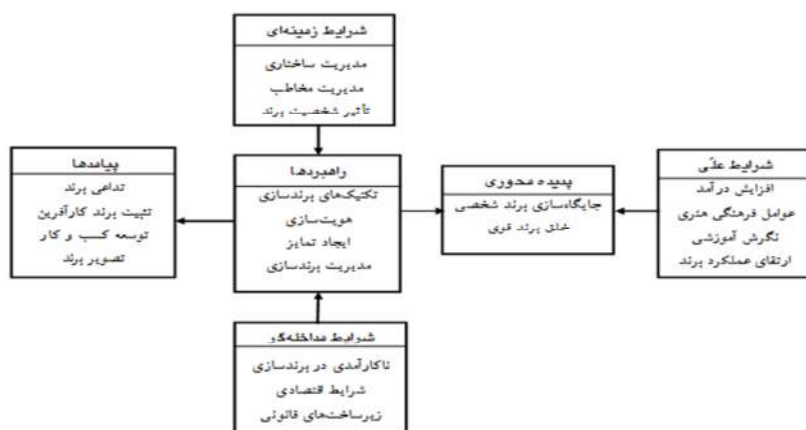 شرایط زمینه‌ای
مدیریت ساختاری
مدیریت مخاطب
تأثیر شخصیت برند
شرایط علّی
افزایش درآمد
عوامل فرهنگی هنری
نگرش آموزشی
ارتقای عملکرد برند
پدیده محوری
جایگاه‌سازی برند شخصی
خلق برند قوی
راهبردها
تکنیک‌های برندسازی
هویت‌سازی
ایجاد تمایز
مدیریت برندسازی
پیامدها
تداعی برند
تثبیت برند کارآفرین
توسعه کسب و کار
تصویر برند
شرایط مداخله‌گر
ناکارآمدی در برندسازی
شرایط اقتصادی
زیرساخت‌های قانونی